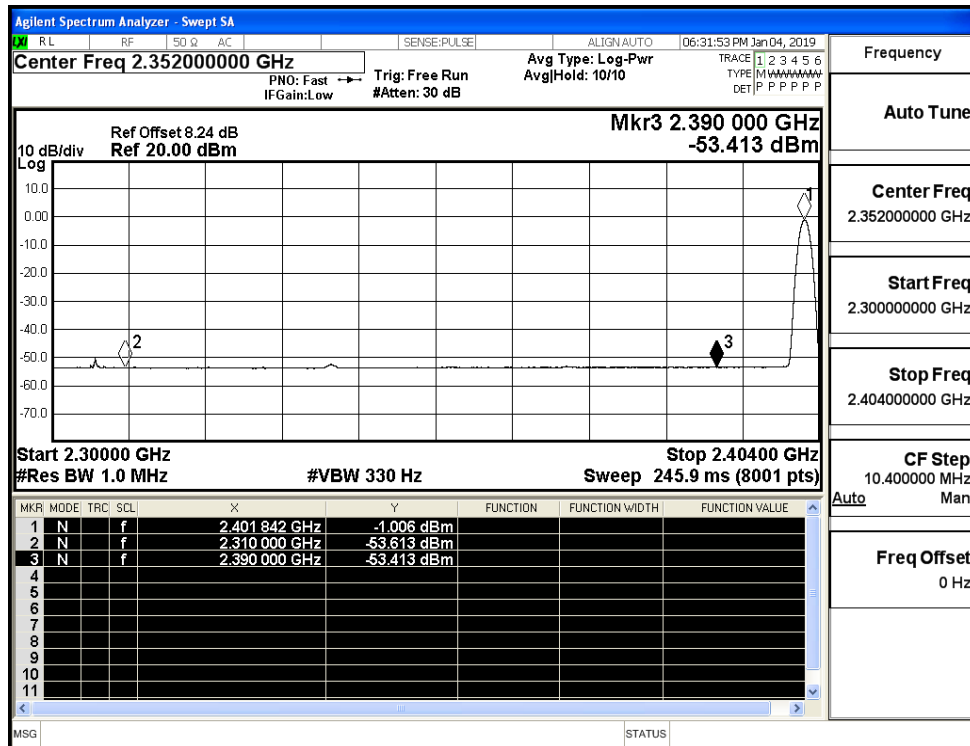 Agilent Spectrum Analyzer - Swept SA
LXI RL RF 50 Ω AC SENSE:PULSE ALIGN AUTO 06:31:53 PM Jan 04, 2019
Center Freq 2.352000000 GHz
PNO: Fast
IFGain:Low
Trig: Free Run
#Atten: 30 dB
Avg Type: Log-Pwr
Avg|Hold: 10/10
TRACE 1 2 3 4 5 6
TYPE M WWWWW
DET P P P P P P
Ref Offset 8.24 dB
10 dB/div Ref 20.00 dBm
Log
Mkr3 2.390 000 GHz
-53.413 dBm
10.0
0.00
-10.0
-20.0
-30.0
-40.0
-50.0
-60.0
-70.0
1
2
3
Start 2.30000 GHz Stop 2.40400 GHz
#Res BW 1.0 MHz #VBW 330 Hz Sweep 245.9 ms (8001 pts)
MKR MODE TRC SCL X Y FUNCTION FUNCTION WIDTH FUNCTION VALUE
1 N f 2.401 842 GHz -1.006 dBm
2 N f 2.310 000 GHz -53.613 dBm
3 N f 2.390 000 GHz -53.413 dBm
4
5
6
7
8
9
10
11
MSG STATUS
Frequency
Auto Tune
Center Freq
2.352000000 GHz
Start Freq
2.300000000 GHz
Stop Freq
2.404000000 GHz
CF Step
10.400000 MHz
Auto Man
Freq Offset
0 Hz